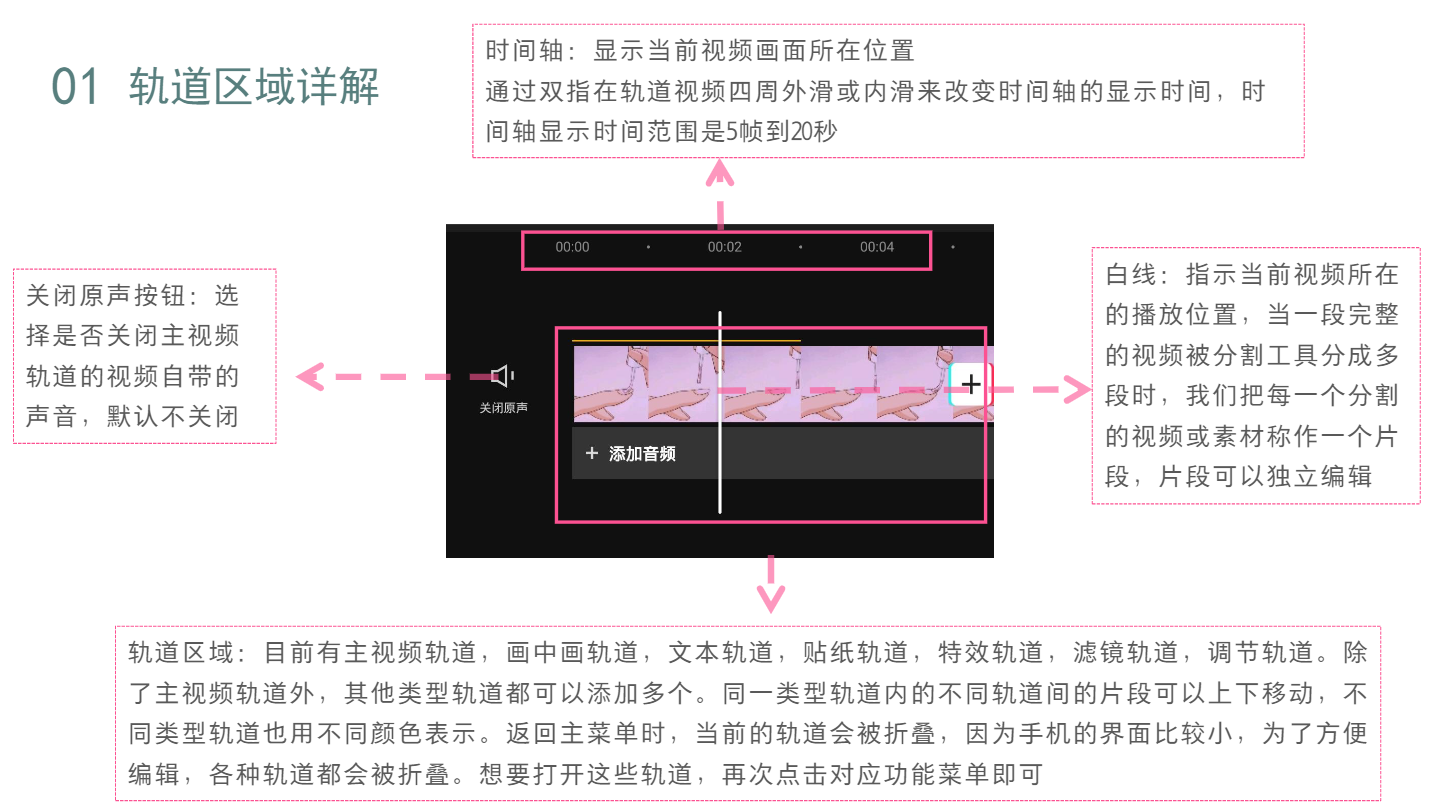 01 轨道区域详解
时间轴：显示当前视频画面所在位置
通过双指在轨道视频四周外滑或内滑来改变时间轴的显示时间，时
间轴显示时间范围是5帧到20秒
00:00
00:02
00:04
关闭原声按钮：选
择是否关闭主视频
轨道的视频自带的
声音，默认不关闭
关闭原声
+ 添加音频
白线：指示当前视频所在
的播放位置，当一段完整
的视频被分割工具分成多
段时，我们把每一个分割
的视频或素材称作一个片
段，片段可以独立编辑
轨道区域：目前有主视频轨道，画中画轨道，文本轨道，贴纸轨道，特效轨道，滤镜轨道，调节轨道。除
了主视频轨道外，其他类型轨道都可以添加多个。同一类型轨道内的不同轨道间的片段可以上下移动，不
同类型轨道也用不同颜色表示。返回主菜单时，当前的轨道会被折叠，因为手机的界面比较小，为了方便
编辑，各种轨道都会被折叠。想要打开这些轨道，再次点击对应功能菜单即可